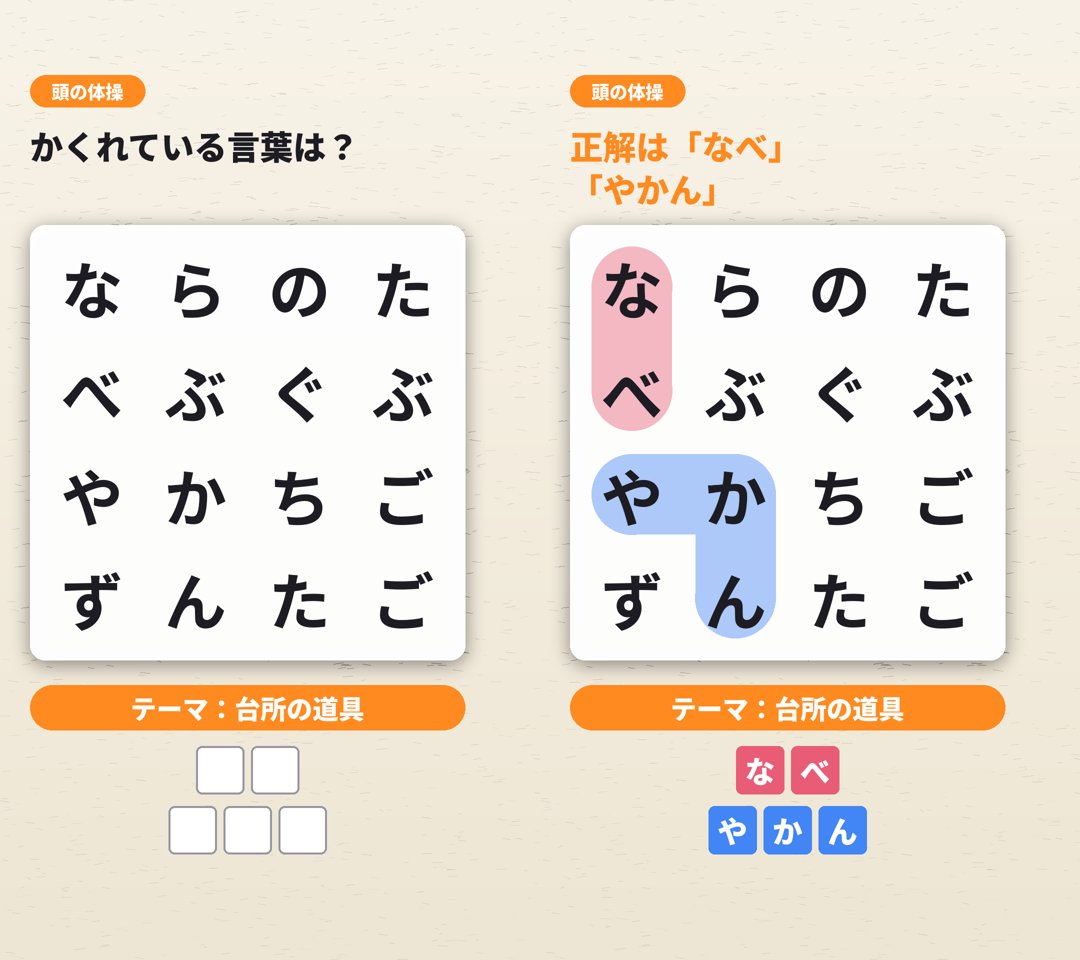 頭の体操
かくれている言葉は？
な ら の た
べ ぶ ぐ ぶ
や か ち ご
ず ん た ご
テーマ：台所の道具
頭の体操
正解は「なべ」
「やかん」
な ら の た
べ ぶ ぐ ぶ
や か ち ご
ず ん た ご
テーマ：台所の道具
なべ
やかん